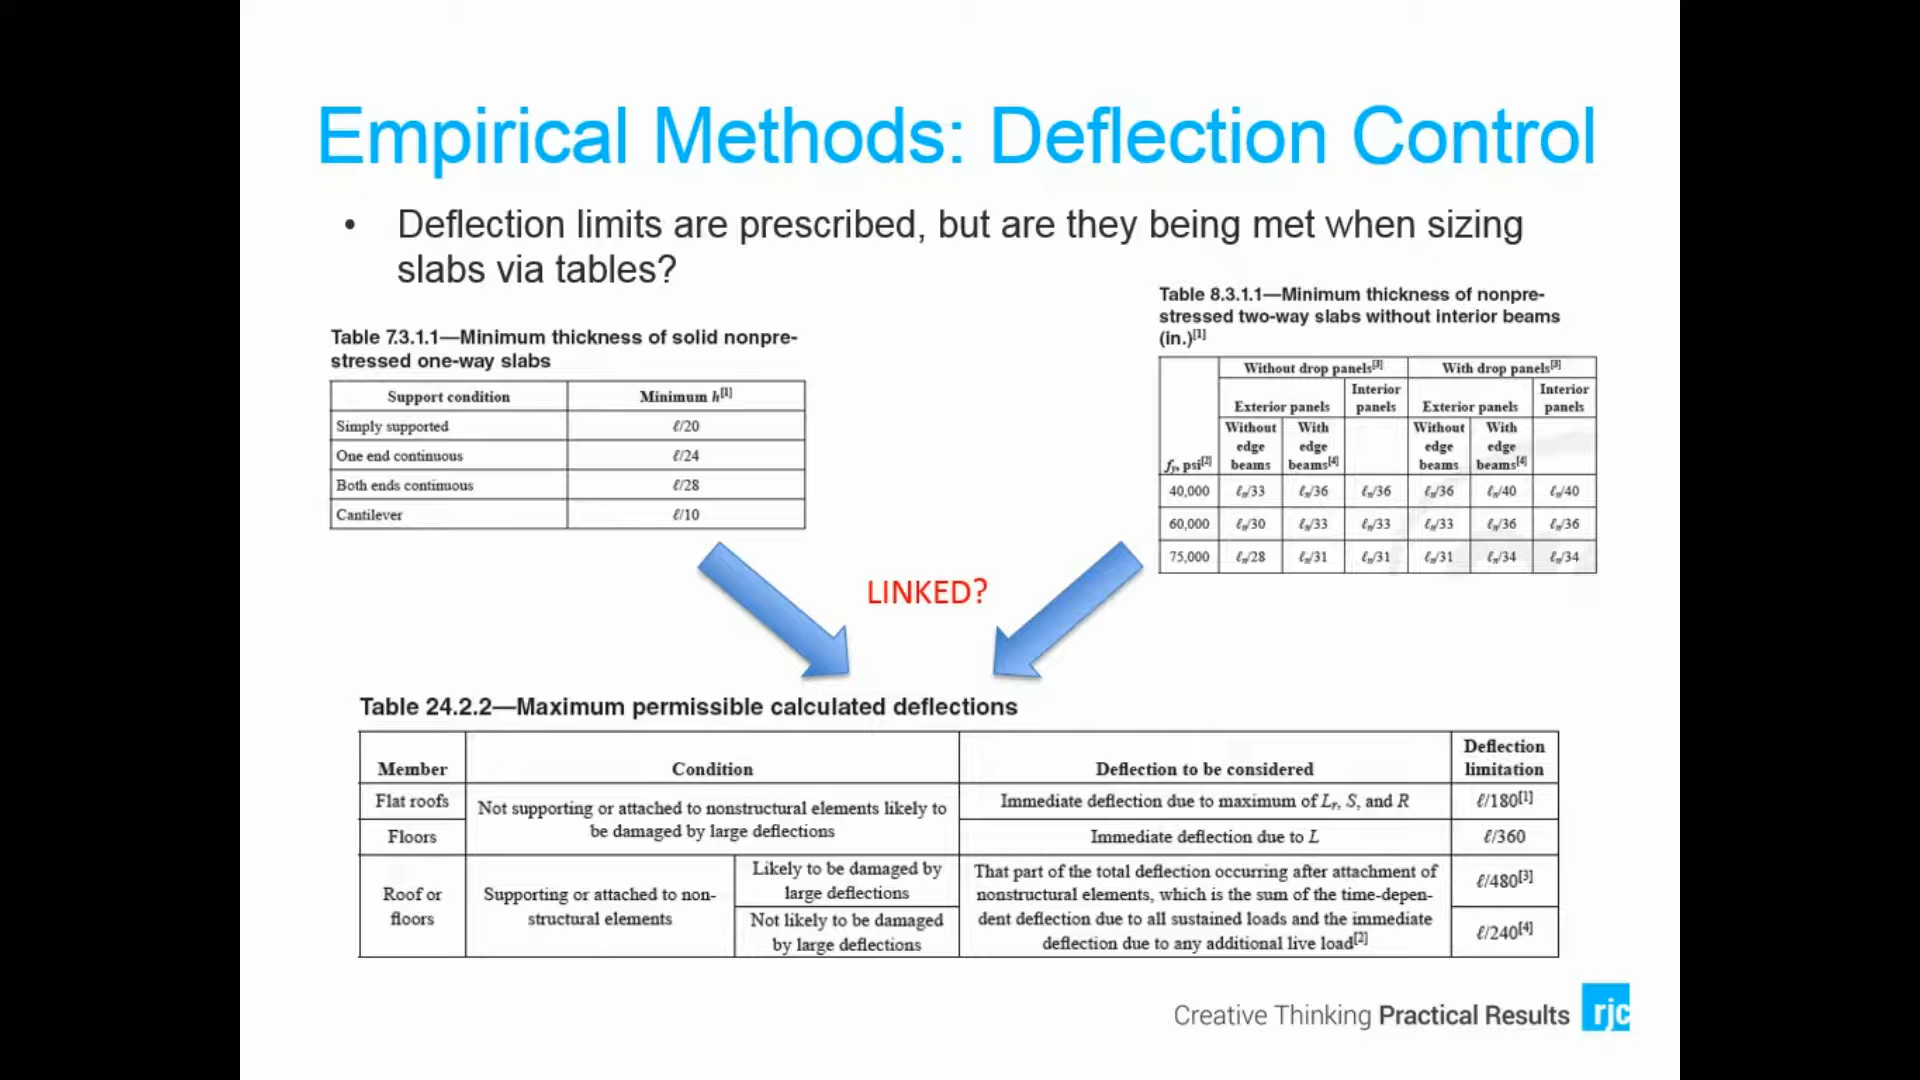 Empirical Methods: Deflection Control
• Deflection limits are prescribed, but are they being met when sizing
slabs via tables?
Table 7.3.1.1—Minimum thickness of solid nonpre-
stressed one-way slabs
Support condition Minimum h[1]
Simply supported ℓ/20
One end continuous ℓ/24
Both ends continuous ℓ/28
Cantilever ℓ/10
Table 8.3.1.1—Minimum thickness of nonpre-
stressed two-way slabs without interior beams
(in.)[1]
Without drop panels[3] With drop panels[3]
Exterior panels Interior panels Exterior panels Interior panels
fy, psi[2] Without edge beams With edge beams[4] Without edge beams With edge beams[4]
40,000 ℓn/33 ℓn/36 ℓn/36 ℓn/36 ℓn/40 ℓn/40
60,000 ℓn/30 ℓn/33 ℓn/33 ℓn/33 ℓn/36 ℓn/36
75,000 ℓn/28 ℓn/31 ℓn/31 ℓn/31 ℓn/34 ℓn/34
LINKED?
Table 24.2.2—Maximum permissible calculated deflections
Member Condition Deflection to be considered Deflection limitation
Flat roofs Immediate deflection due to maximum of Lr, S, and R ℓ/180[1]
Not supporting or attached to nonstructural elements likely to
be damaged by large deflections
Floors Immediate deflection due to L ℓ/360
Roof or
floors
Supporting or attached to non-
structural elements
Likely to be damaged by
large deflections
Not likely to be damaged
by large deflections
That part of the total deflection occurring after attachment of
nonstructural elements, which is the sum of the time-depen-
dent deflection due to all sustained loads and the immediate
deflection due to any additional live load[2]
ℓ/480[3]
ℓ/240[4]
Creative Thinking Practical Results rjc